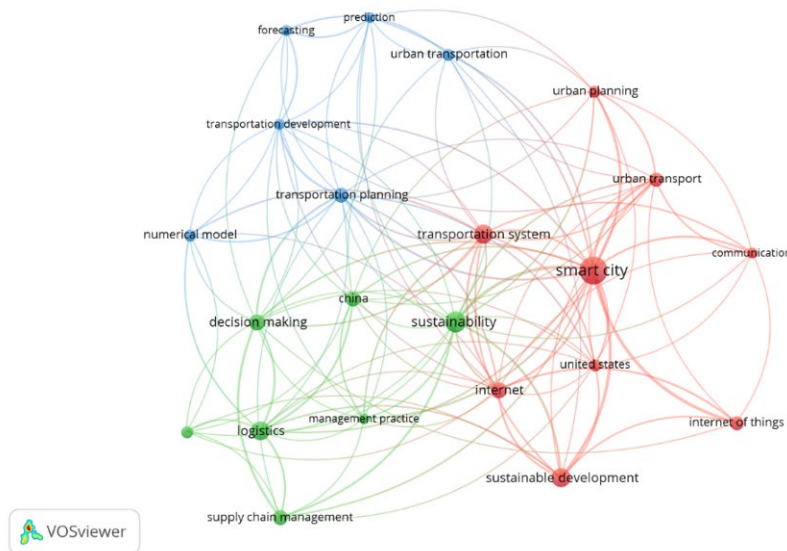 prediction
forecasting
urban transportation
urban planning
transportation development
urban transport
transportation planning
numerical model
transportation system
communication
smart city
china
decision making
sustainability
united states
internet
management practice
internet of things
logistics
sustainable development
supply chain management
VOSviewer